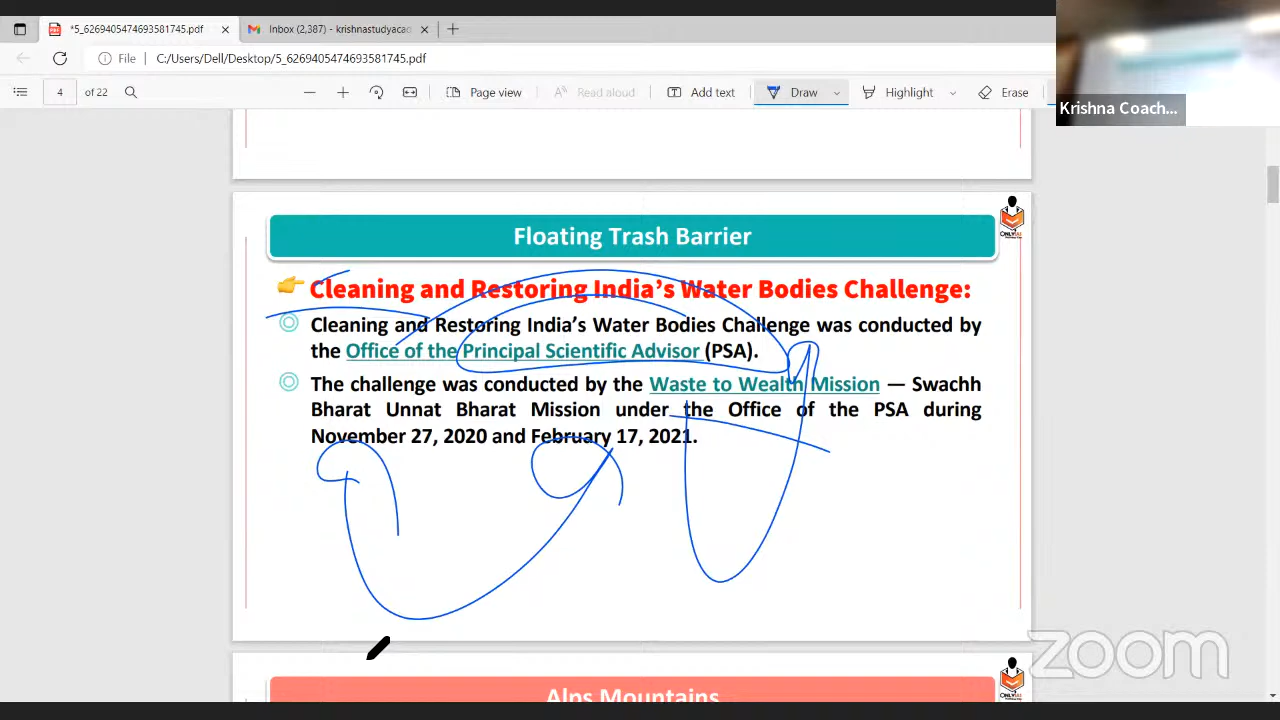 *5_6269405474693581745.pdf
Inbox (2,387) - krishnastudyacad
File
C:/Users/Dell/Desktop/5_6269405474693581745.pdf
4 of 22
Page view
Read aloud
Add text
Draw
Highlight
Erase
Krishna Coach...
Floating Trash Barrier
Cleaning and Restoring India's Water Bodies Challenge:
Cleaning and Restoring India's Water Bodies Challenge was conducted by
the Office of the Principal Scientific Advisor (PSA).
The challenge was conducted by the Waste to Wealth Mission — Swachh
Bharat Unnat Bharat Mission under the Office of the PSA during
November 27, 2020 and February 17, 2021.
zoom
Alps Mountains